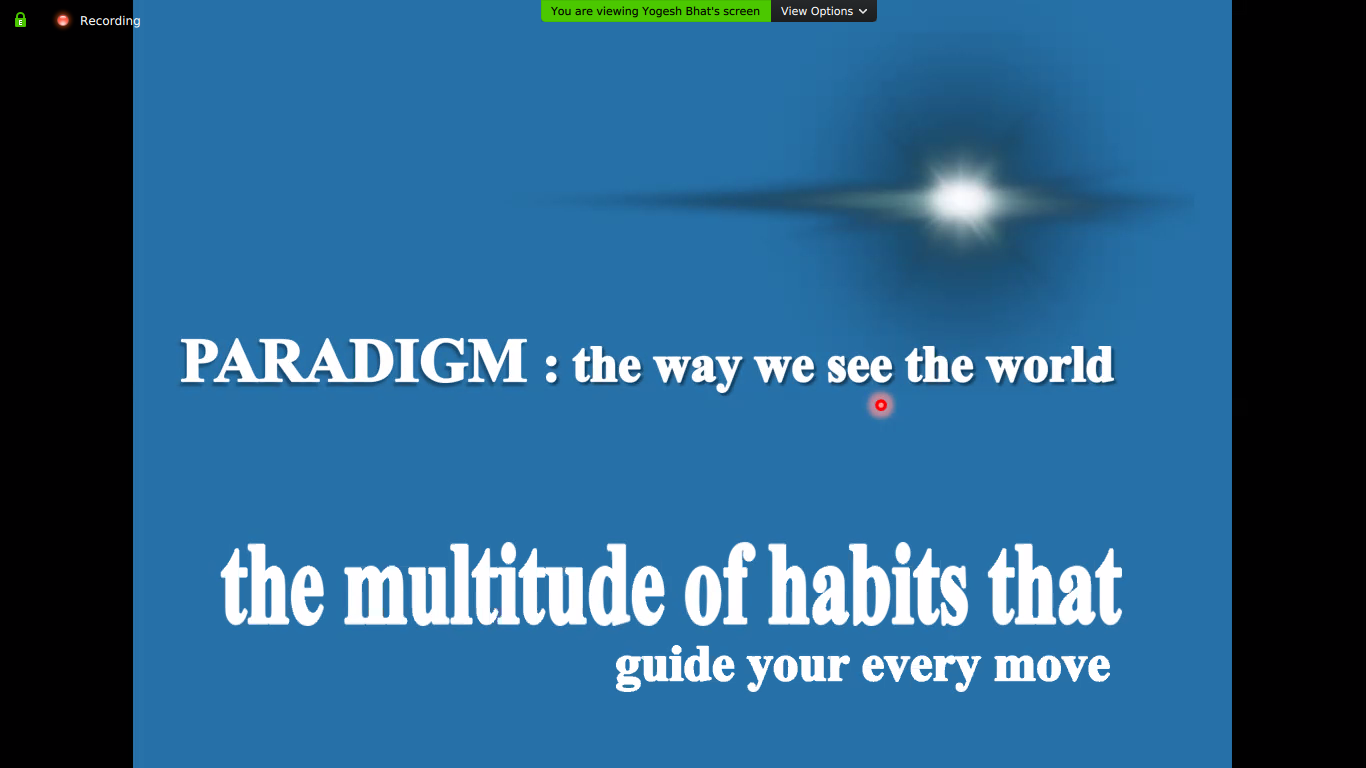 Recording
You are viewing Yogesh Bhat's screen View Options
PARADIGM : the way we see the world
the multitude of habits that
guide your every move